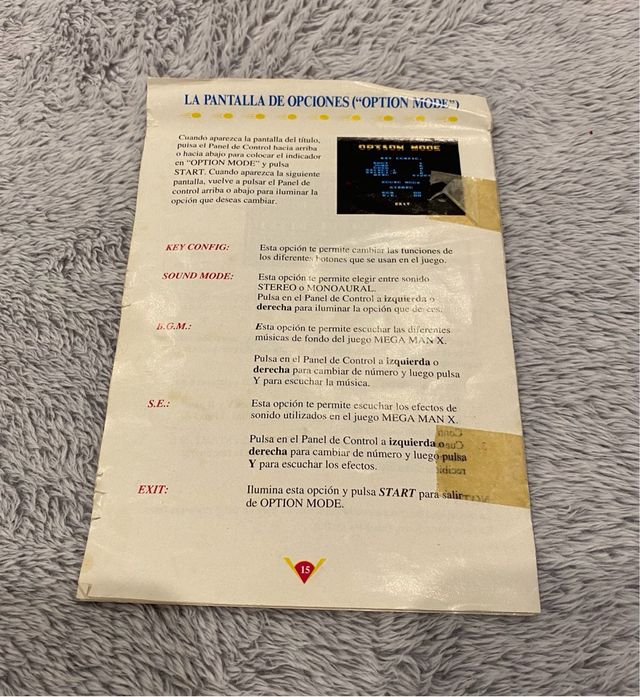 LA PANTALLA DE OPCIONES ("OPTION MODE")
Cuando aparezca la pantalla del título,
pulsa el Panel de Control hacia arriba
o hacia abajo para colocar el indicador
en "OPTION MODE" y pulsa
START. Cuando aparezca la siguiente
pantalla, vuelve a pulsar el Panel de
control arriba o abajo para iluminar la
opción que deseas cambiar.
OPTION MODE
KEY CONFIG.
SOUND MODE
STEREO
EXIT
KEY CONFIG:
Esta opción te permite cambiar las funciones de
los diferentes botones que se usan en el juego.
SOUND MODE:
Esta opción te permite elegir entre sonido
STEREO o MONOAURAL.
Pulsa en el Panel de Control a izquierda o
derecha para iluminar la opción que
B.G.M.:
Esta opción te permite escuchar las diferentes
músicas de fondo del juego MEGA MAN X.
Pulsa en el Panel de Control a izquierda o
derecha para cambiar de número y luego pulsa
Y para escuchar la música.
S.E.:
Esta opción te permite escuchar los efectos de
sonido utilizados en el juego MEGA MAN X.
Pulsa en el Panel de Control a izquierda o
derecha para cambiar de número y luego pulsa
Y para escuchar los efectos.
EXIT:
Ilumina esta opción y pulsa START para salir
de OPTION MODE.
15